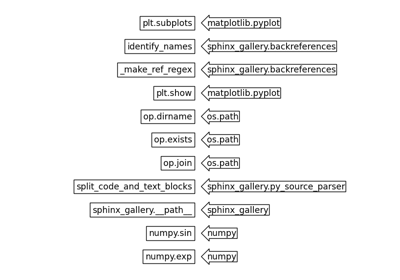 plt.subplots matplotlib.pyplot
identify_names sphinx_gallery.backreferences
_make_ref_regex sphinx_gallery.backreferences
plt.show matplotlib.pyplot
op.dirname os.path
op.exists os.path
op.join os.path
split_code_and_text_blocks sphinx_gallery.py_source_parser
sphinx_gallery.__path__ sphinx_gallery
numpy.sin numpy
numpy.exp numpy